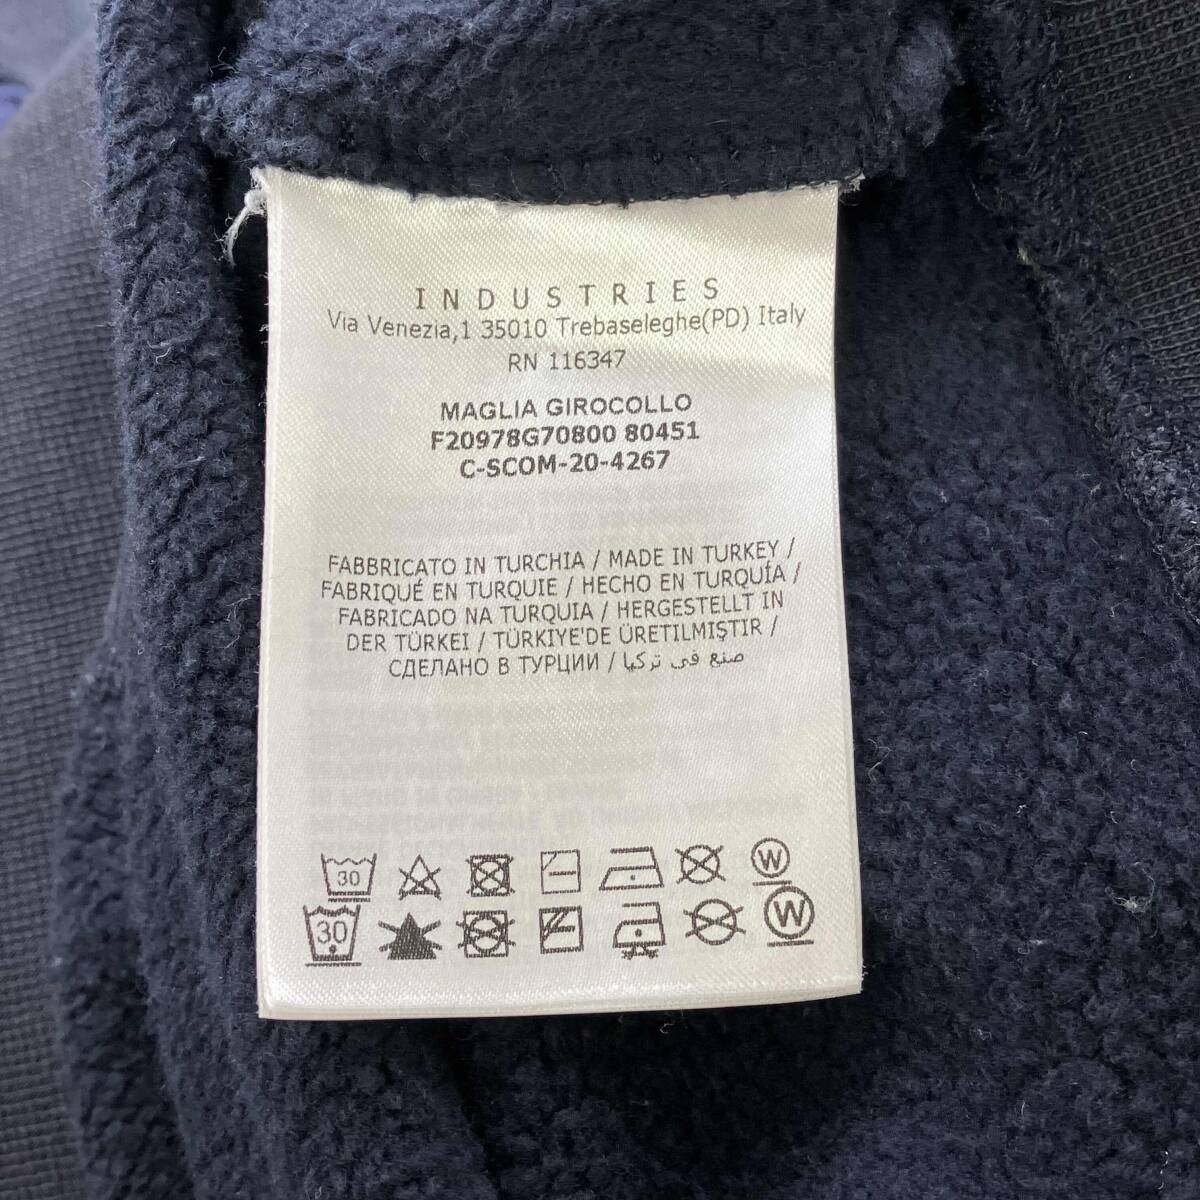 INDUSTRIES
Via Venezia,1 35010 Trebaseleghe(PD) Italy
RN 116347
MAGLIA GIROCOLLO
F20978G70800 80451
C-SCOM-20-4267
FABBRICATO IN TURCHIA / MADE IN TURKEY /
FABRIQUÉ EN TURQUIE / HECHO EN TURQUÍA /
FABRICADO NA TURQUIA / HERGESTELLT IN
DER TÜRKEI / TÜRKIYE'DE ÜRETILMIŞTIR /
СДЕЛАНО В ТУРЦИИ / صنع في تركيا
30 W
30 W